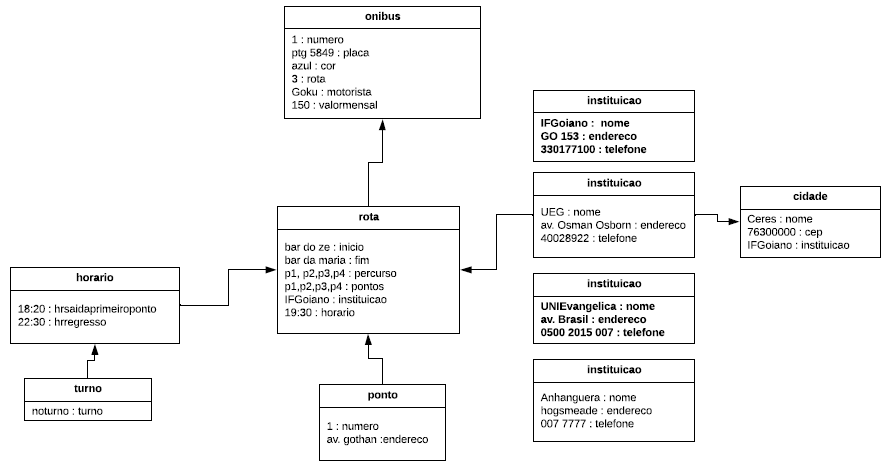 onibus
1 : numero
ptg 5849 : placa
azul : cor
3 : rota
Goku : motorista
150 : valormensal
instituicao
IFGoiano : nome
GO 153 : endereco
330177100 : telefone
instituicao
UEG : nome
av. Osman Osborn : endereco
40028922 : telefone
cidade
Ceres : nome
76300000 : cep
IFGoiano : instituicao
rota
bar do ze : inicio
bar da maria : fim
p1, p2,p3,p4 : percurso
p1,p2,p3,p4 : pontos
IFGoiano : instituicao
19:30 : horario
horario
18:20 : hrsaidaprimeiroponto
22:30 : hrregresso
instituicao
UNIEvangelica : nome
av. Brasil : endereco
0500 2015 007 : telefone
turno
noturno : turno
ponto
1 : numero
av. gothan :endereco
instituicao
Anhanguera : nome
hogsmeade : endereco
007 7777 : telefone